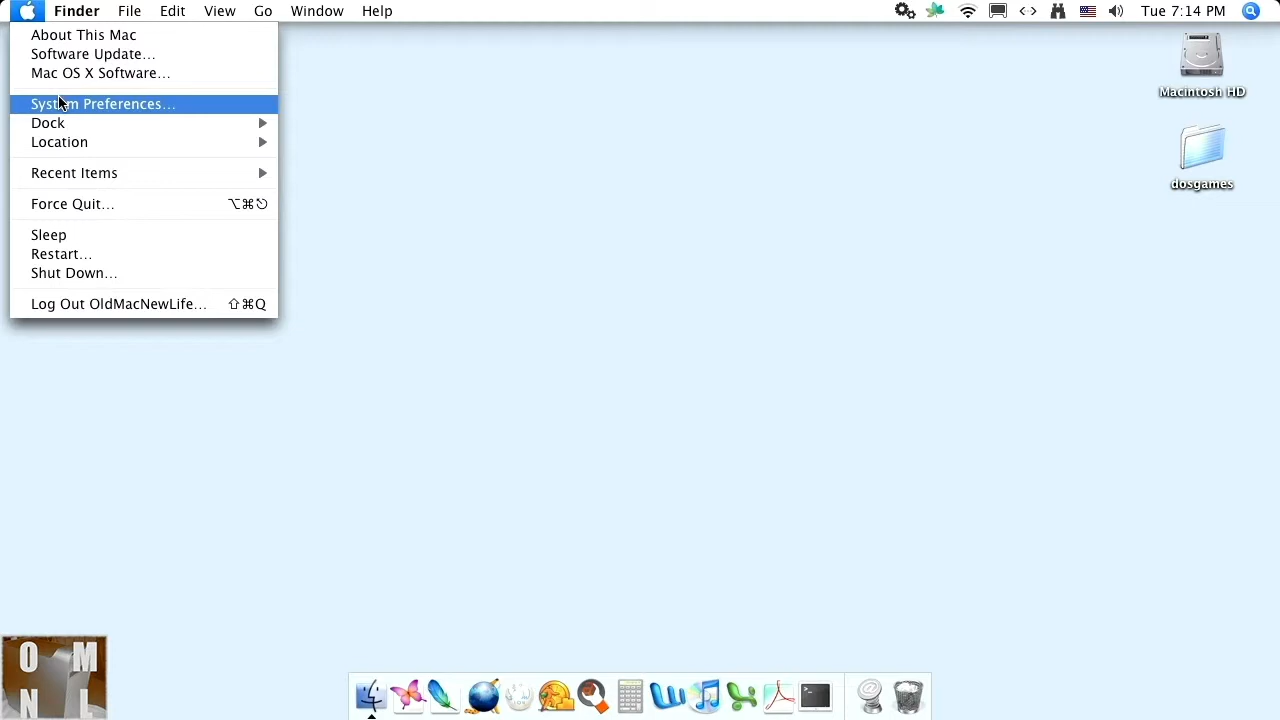 Finder File Edit View Go Window Help Tue 7:14 PM
About This Mac
Software Update…
Mac OS X Software…
System Preferences…
Dock
Location
Recent Items
Force Quit… ⌥⌘⎋
Sleep
Restart…
Shut Down…
Log Out OldMacNewLife… ⇧⌘Q
Macintosh HD
dosgames
O M
N L